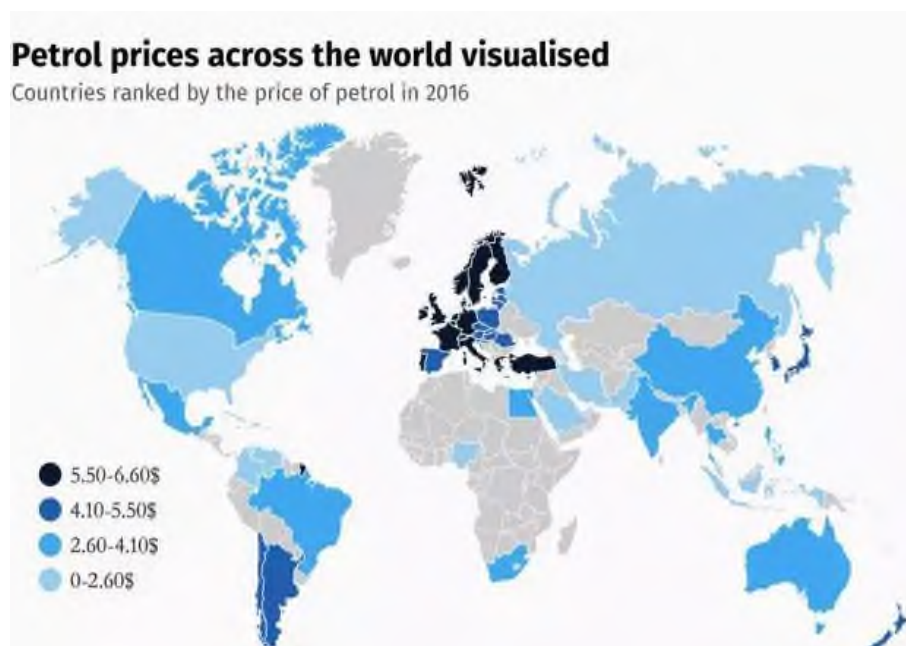 Petrol prices across the world visualised
Countries ranked by the price of petrol in 2016
5.50-6.60$
4.10-5.50$
2.60-4.10$
0-2.60$